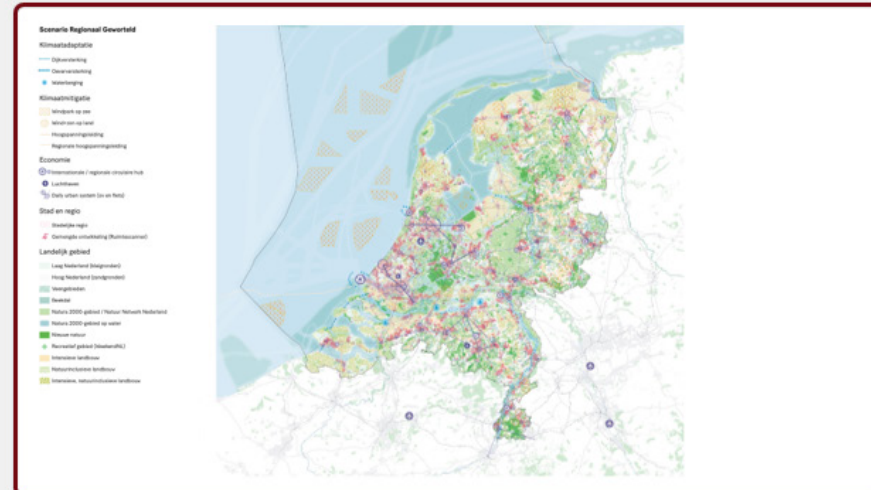 Scenario Regionaal Geworteld
Klimaatadaptatie
Dijkversterking
Oeverversterking
Waterberging
Klimaatmitigatie
Windpark op zee
Wind+zon op land
Hoogspanningsleiding
Regionale hoogspanningsleiding
Economie
Internationale / regionale circulaire hub
Luchthaven
Daily urban system (ov en fiets)
Stad en regio
Stedelijke regio
Gemengde ontwikkeling (Ruimtescanner)
Landelijk gebied
Laag Nederland (kleigronden)
Hoog Nederland (zandgronden)
Veengebieden
Beekdal
Natura 2000-gebied / Natuur Netwerk Nederland
Natura 2000-gebied op water
Nieuwe natuur
Recreatief gebied (WeekendNL)
Intensieve landbouw
Natuurinclusieve landbouw
Intensieve, natuurinclusieve landbouw